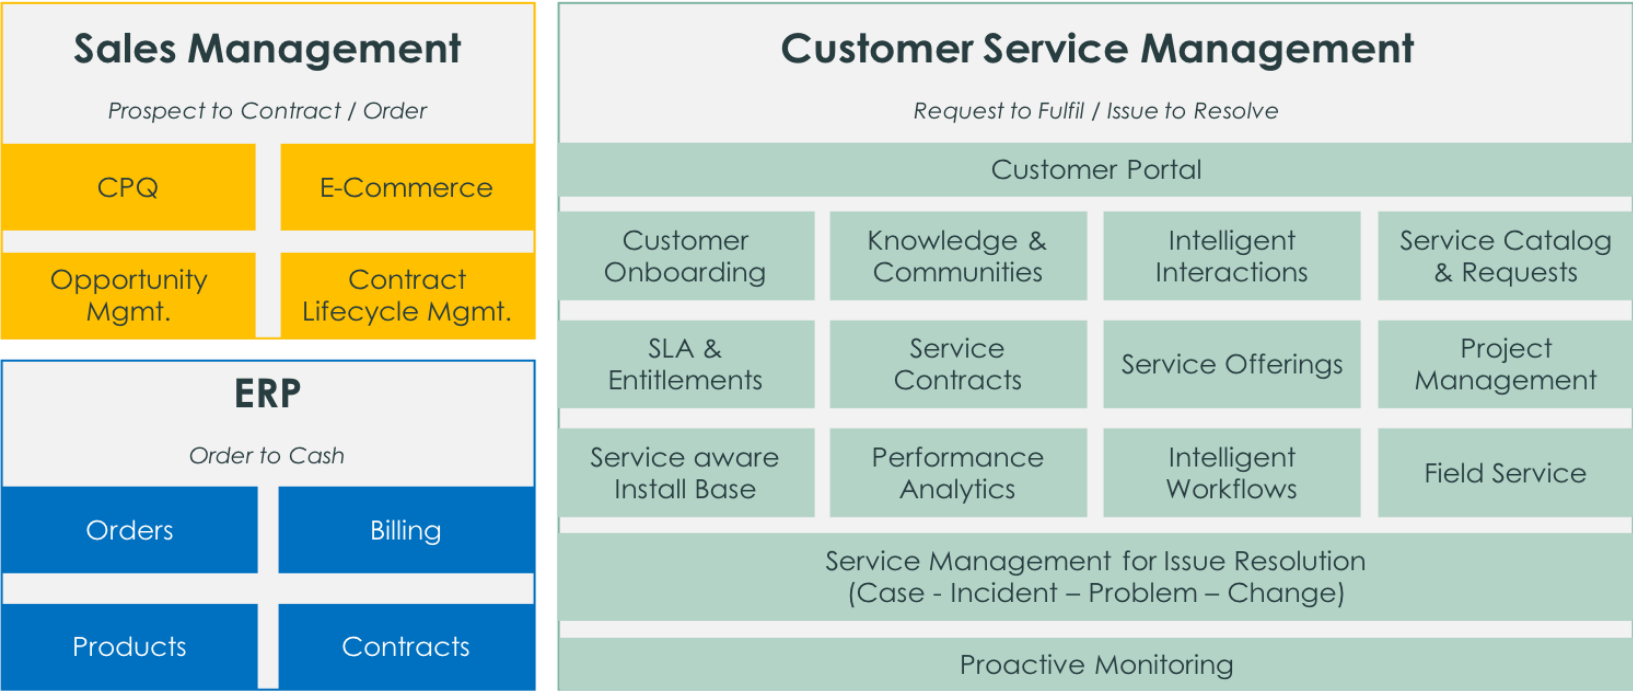 Sales Management
Prospect to Contract / Order
CPQ
E-Commerce
Opportunity
Mgmt.
Contract
Lifecycle Mgmt.
ERP
Order to Cash
Orders
Billing
Products
Contracts
Customer Service Management
Request to Fulfil / Issue to Resolve
Customer Portal
Customer
Onboarding
Knowledge &
Communities
Intelligent
Interactions
Service Catalog
& Requests
SLA &
Entitlements
Service
Contracts
Service Offerings
Project
Management
Service aware
Install Base
Performance
Analytics
Intelligent
Workflows
Field Service
Service Management for Issue Resolution
(Case - Incident – Problem – Change)
Proactive Monitoring